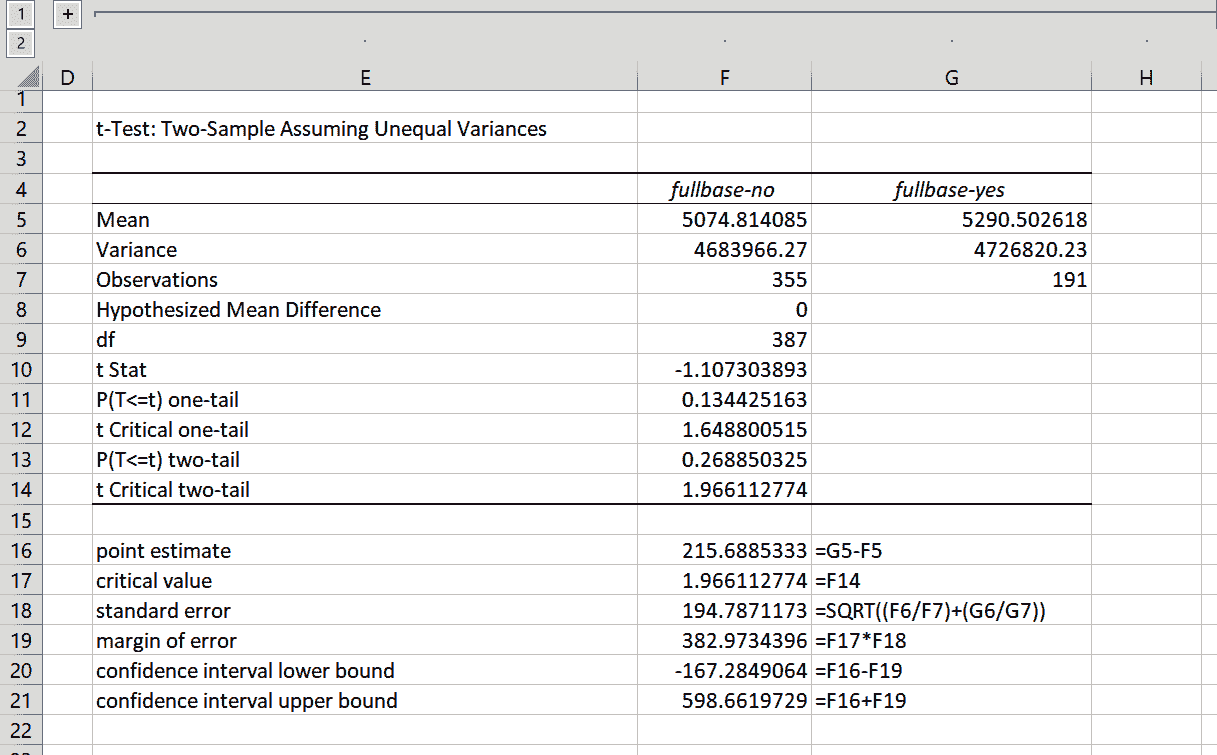 1 +
2
D E F G H
1
2 t-Test: Two-Sample Assuming Unequal Variances
3
4 fullbase-no fullbase-yes
5 Mean 5074.814085 5290.502618
6 Variance 4683966.27 4726820.23
7 Observations 355 191
8 Hypothesized Mean Difference 0
9 df 387
10 t Stat -1.107303893
11 P(T<=t) one-tail 0.134425163
12 t Critical one-tail 1.648800515
13 P(T<=t) two-tail 0.268850325
14 t Critical two-tail 1.966112774
15
16 point estimate 215.6885333 =G5-F5
17 critical value 1.966112774 =F14
18 standard error 194.7871173 =SQRT((F6/F7)+(G6/G7))
19 margin of error 382.9734396 =F17*F18
20 confidence interval lower bound -167.2849064 =F16-F19
21 confidence interval upper bound 598.6619729 =F16+F19
22